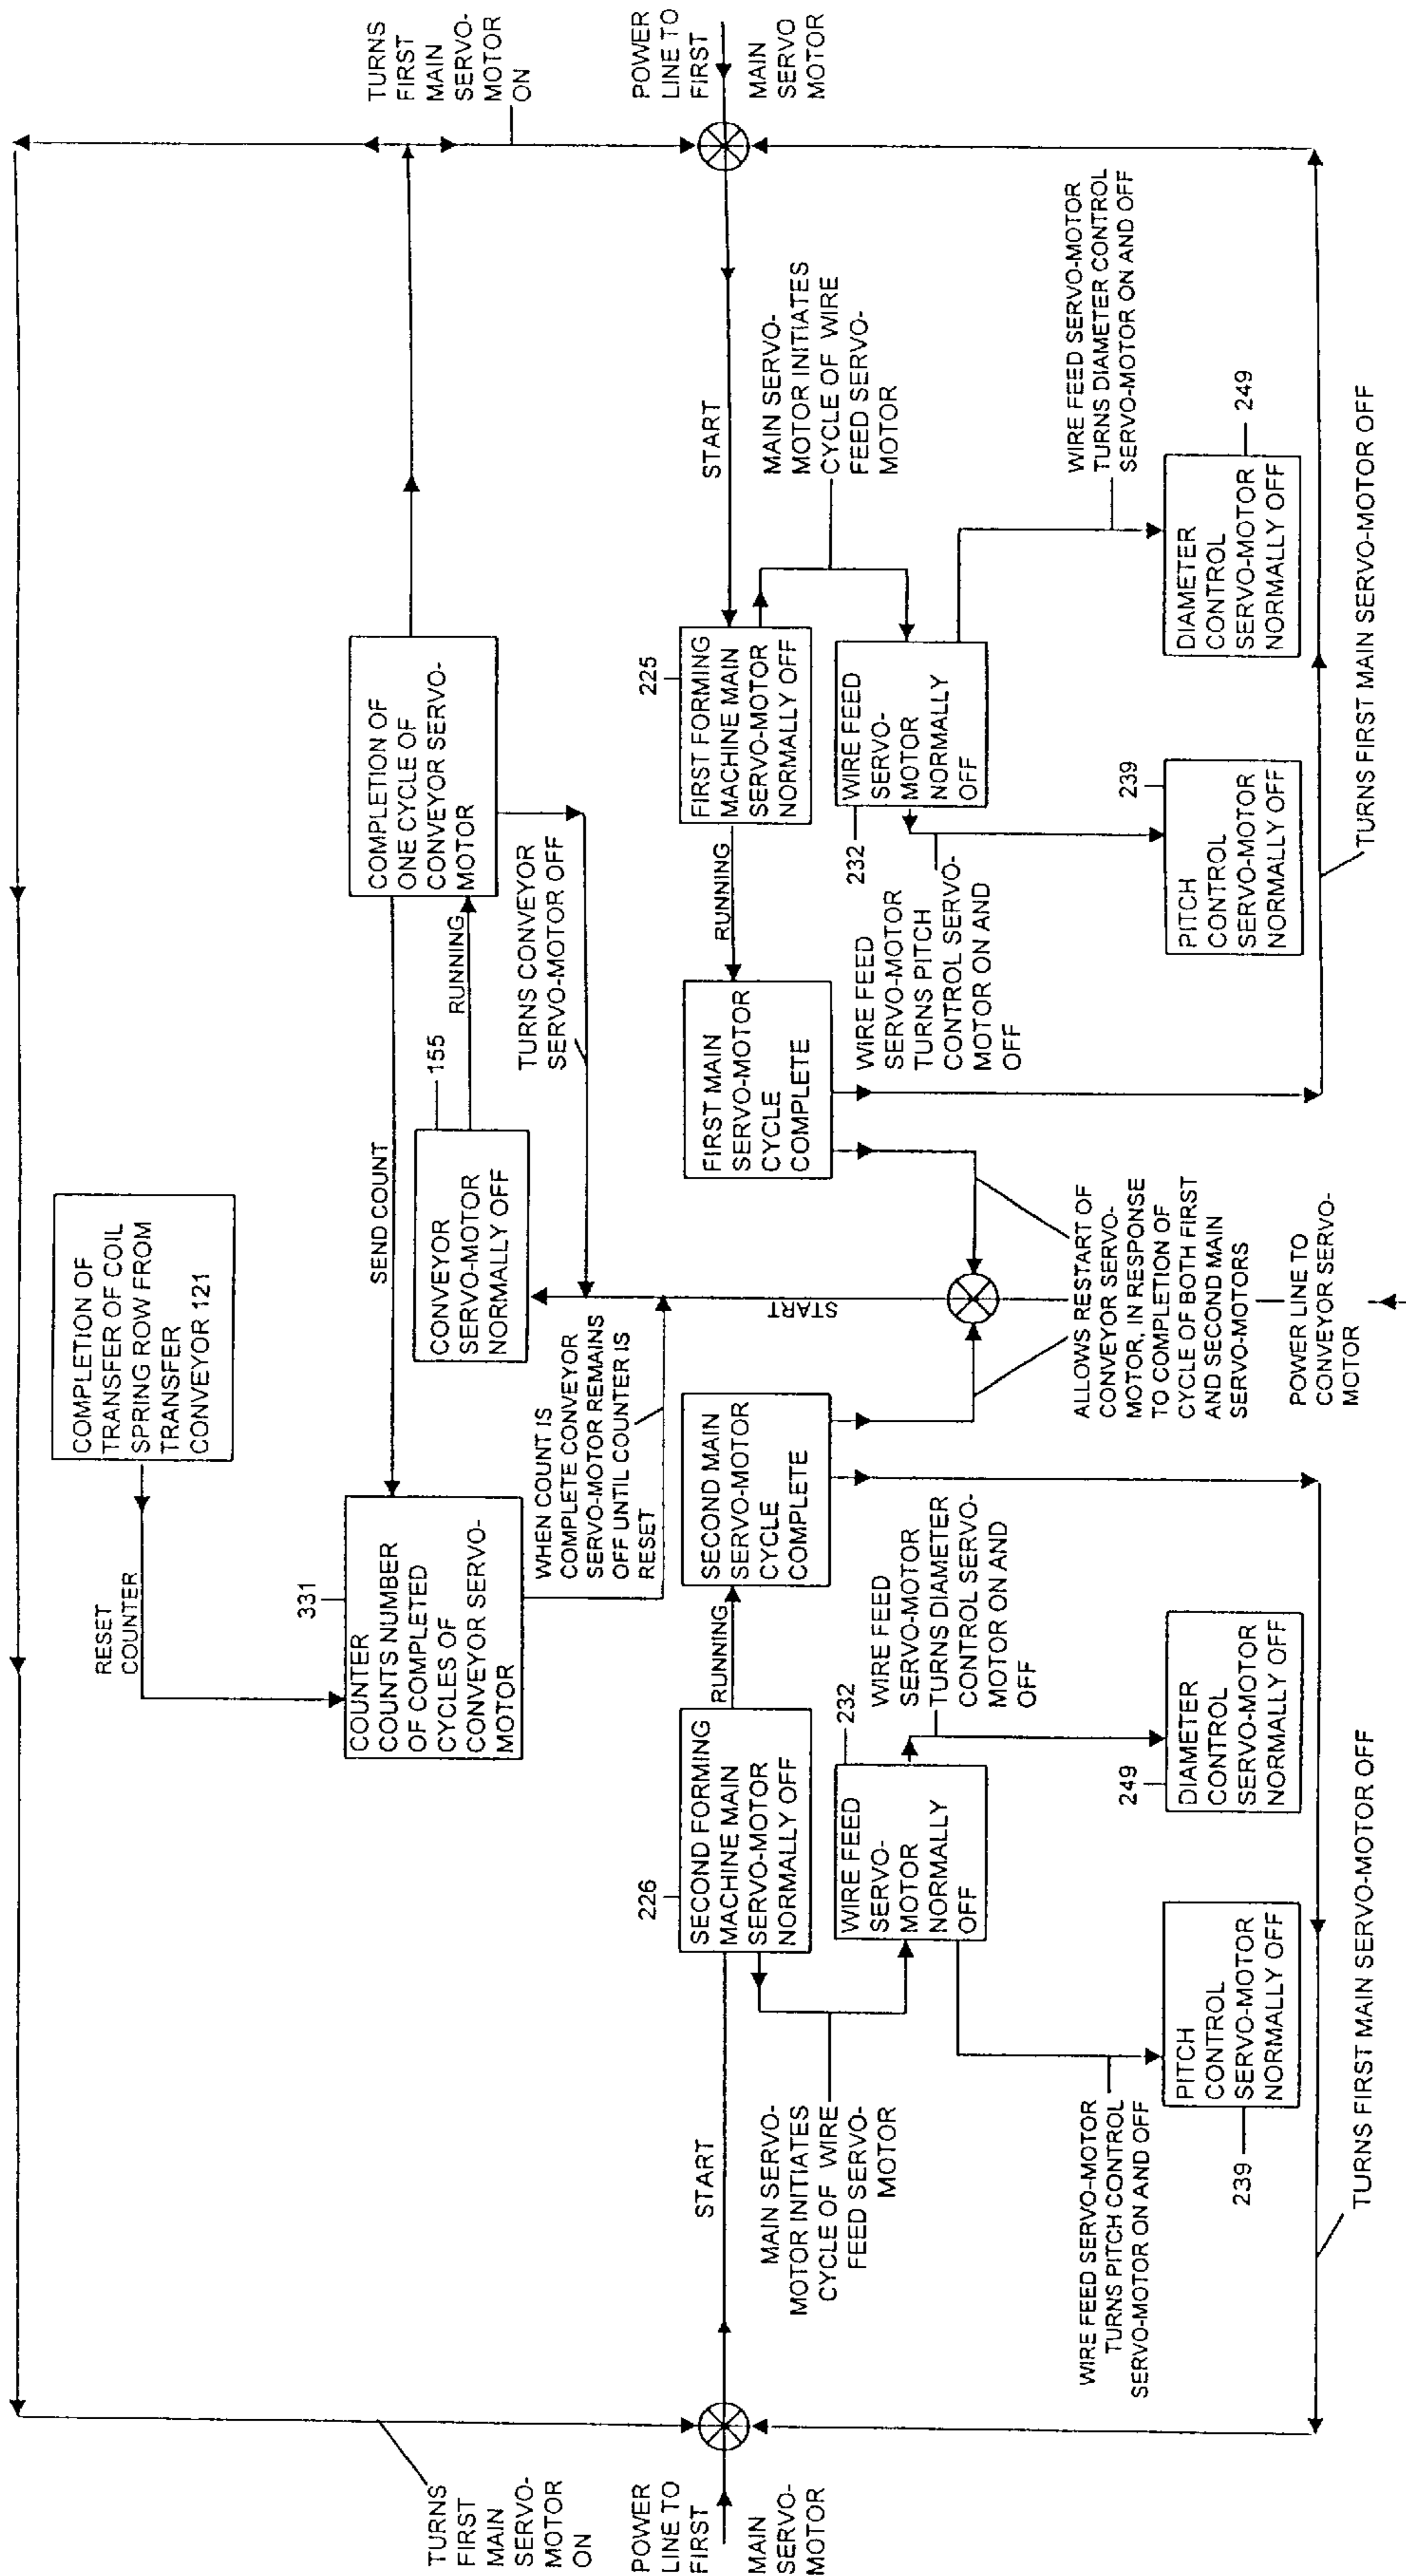 TURNS
FIRST
MAIN
SERVO-
MOTOR
ON
POWER
LINE TO
FIRST
MAIN
SERVO-
MOTOR
START
COMPLETION OF
TRANSFER OF COIL
SPRING ROW FROM
TRANSFER
CONVEYOR 121
RESET
COUNTER
331
COUNTER
COUNTS NUMBER
OF COMPLETED
CYCLES OF
CONVEYOR SERVO-
MOTOR
SEND COUNT
CONVEYOR
SERVO-MOTOR
NORMALLY OFF
155
RUNNING
COMPLETION OF
ONE CYCLE OF
CONVEYOR SERVO-
MOTOR
TURNS CONVEYOR
SERVO-MOTOR OFF
WHEN COUNT IS
COMPLETE CONVEYOR
SERVO-MOTOR REMAINS
OFF UNTIL COUNTER IS
RESET
START
TURNS
FIRST
MAIN
SERVO-
MOTOR
ON
POWER
LINE TO
FIRST
MAIN
SERVO
MOTOR
START
226
SECOND FORMING
MACHINE MAIN
SERVO-MOTOR
NORMALLY OFF
RUNNING
SECOND MAIN
SERVO-MOTOR
CYCLE
COMPLETE
MAIN SERVO-
MOTOR INITIATES
CYCLE OF WIRE
FEED SERVO-
MOTOR
WIRE FEED
SERVO-
MOTOR
NORMALLY
OFF
232
WIRE FEED
SERVO-MOTOR
TURNS DIAMETER
CONTROL SERVO-
MOTOR ON AND
OFF
WIRE FEED SERVO-MOTOR
TURNS PITCH CONTROL
SERVO-MOTOR ON AND OFF
239
PITCH
CONTROL
SERVO-MOTOR
NORMALLY OFF
249
DIAMETER
CONTROL
SERVO-MOTOR
NORMALLY OFF
TURNS FIRST MAIN SERVO-MOTOR OFF
ALLOWS RESTART OF
CONVEYOR SERVO-
MOTOR, IN RESPONSE
TO COMPLETION OF
CYCLE OF BOTH FIRST
AND SECOND MAIN
SERVO-MOTORS
POWER LINE TO
CONVEYOR SERVO-
MOTOR
FIRST MAIN
SERVO-MOTOR
CYCLE
COMPLETE
RUNNING
225
FIRST FORMING
MACHINE MAIN
SERVO-MOTOR
NORMALLY OFF
MAIN SERVO-
MOTOR INITIATES
CYCLE OF WIRE
FEED SERVO-
MOTOR
232
WIRE FEED
SERVO-
MOTOR
NORMALLY
OFF
WIRE FEED
SERVO-MOTOR
TURNS PITCH
CONTROL SERVO-
MOTOR ON AND
OFF
WIRE FEED SERVO-MOTOR
TURNS DIAMETER CONTROL
SERVO-MOTOR ON AND OFF
239
PITCH
CONTROL
SERVO-MOTOR
NORMALLY OFF
249
DIAMETER
CONTROL
SERVO-MOTOR
NORMALLY OFF
TURNS FIRST MAIN SERVO-MOTOR OFF